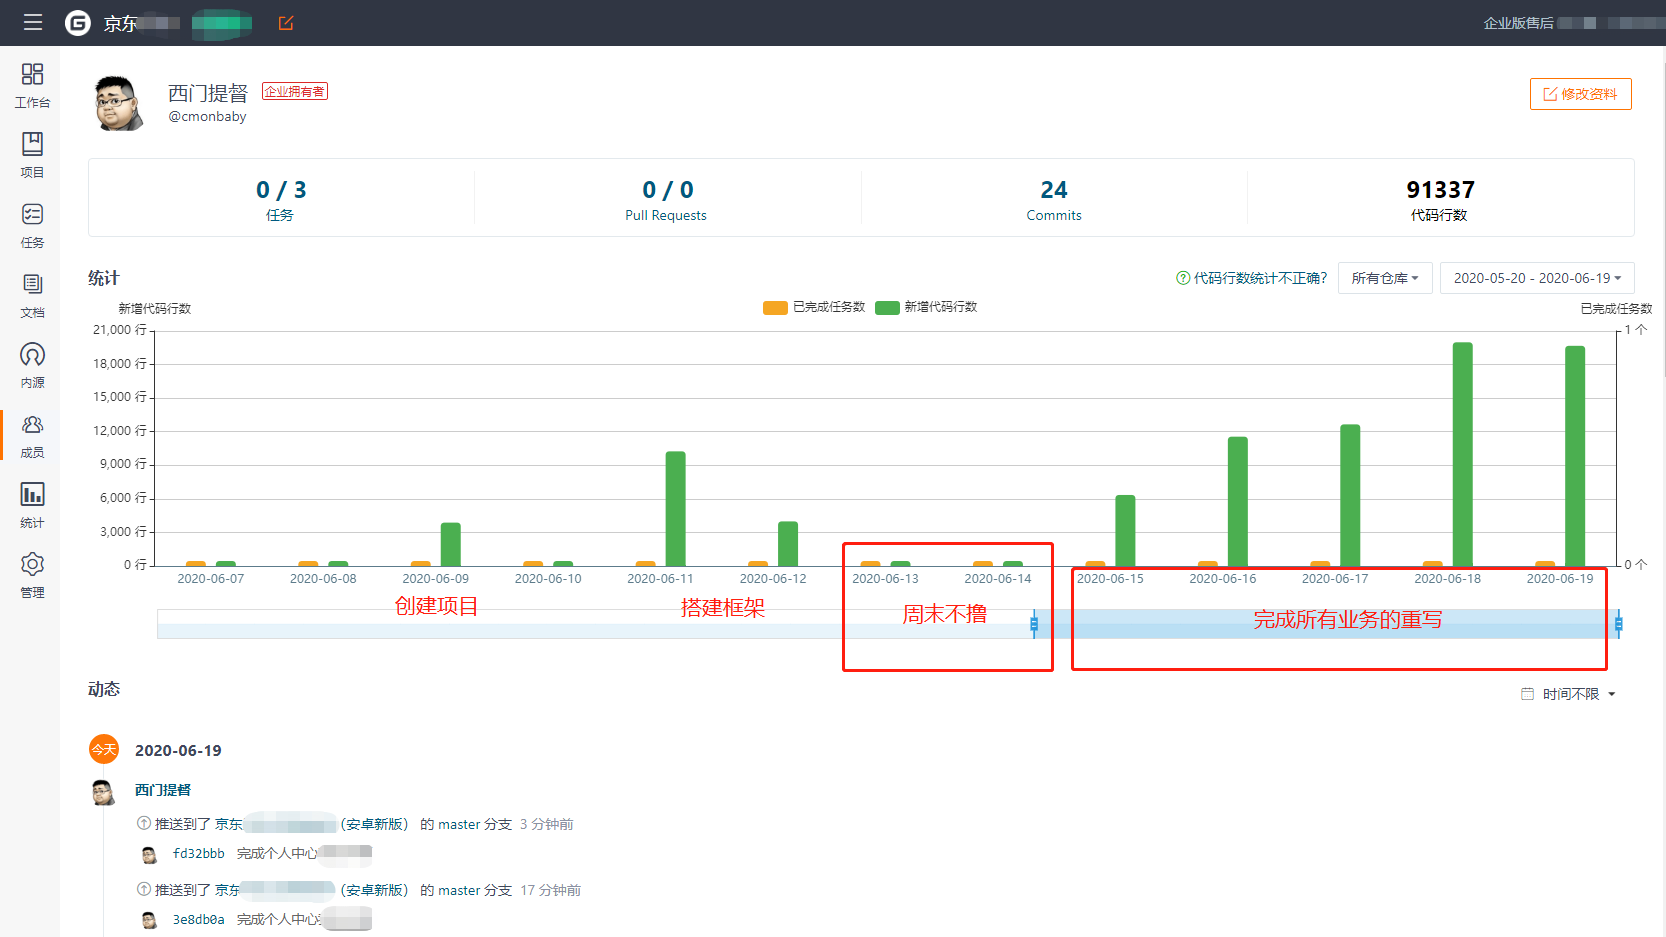 京东
企业版售后
工作台
项目
任务
文档
内源
成员
统计
管理
西门提督 企业拥有者
@cmonbaby
修改资料
0 / 3
任务
0 / 0
Pull Requests
24
Commits
91337
代码行数
统计
代码行数统计不正确?
所有仓库
2020-05-20 - 2020-06-19
新增代码行数
已完成任务数 新增代码行数
已完成任务数
21,000 行
18,000 行
15,000 行
12,000 行
9,000 行
6,000 行
3,000 行
0 行
1 个
0 个
2020-06-07 2020-06-08 2020-06-09 2020-06-10 2020-06-11 2020-06-12 2020-06-13 2020-06-14 2020-06-15 2020-06-16 2020-06-17 2020-06-18 2020-06-19
创建项目
搭建框架
周末不撸
完成所有业务的重写
动态
时间不限
今天 2020-06-19
西门提督
推送到了 京东 (安卓新版) 的 master 分支 3 分钟前
fd32bbb 完成个人中心
推送到了 京东 (安卓新版) 的 master 分支 17 分钟前
3e8db0a 完成个人中心